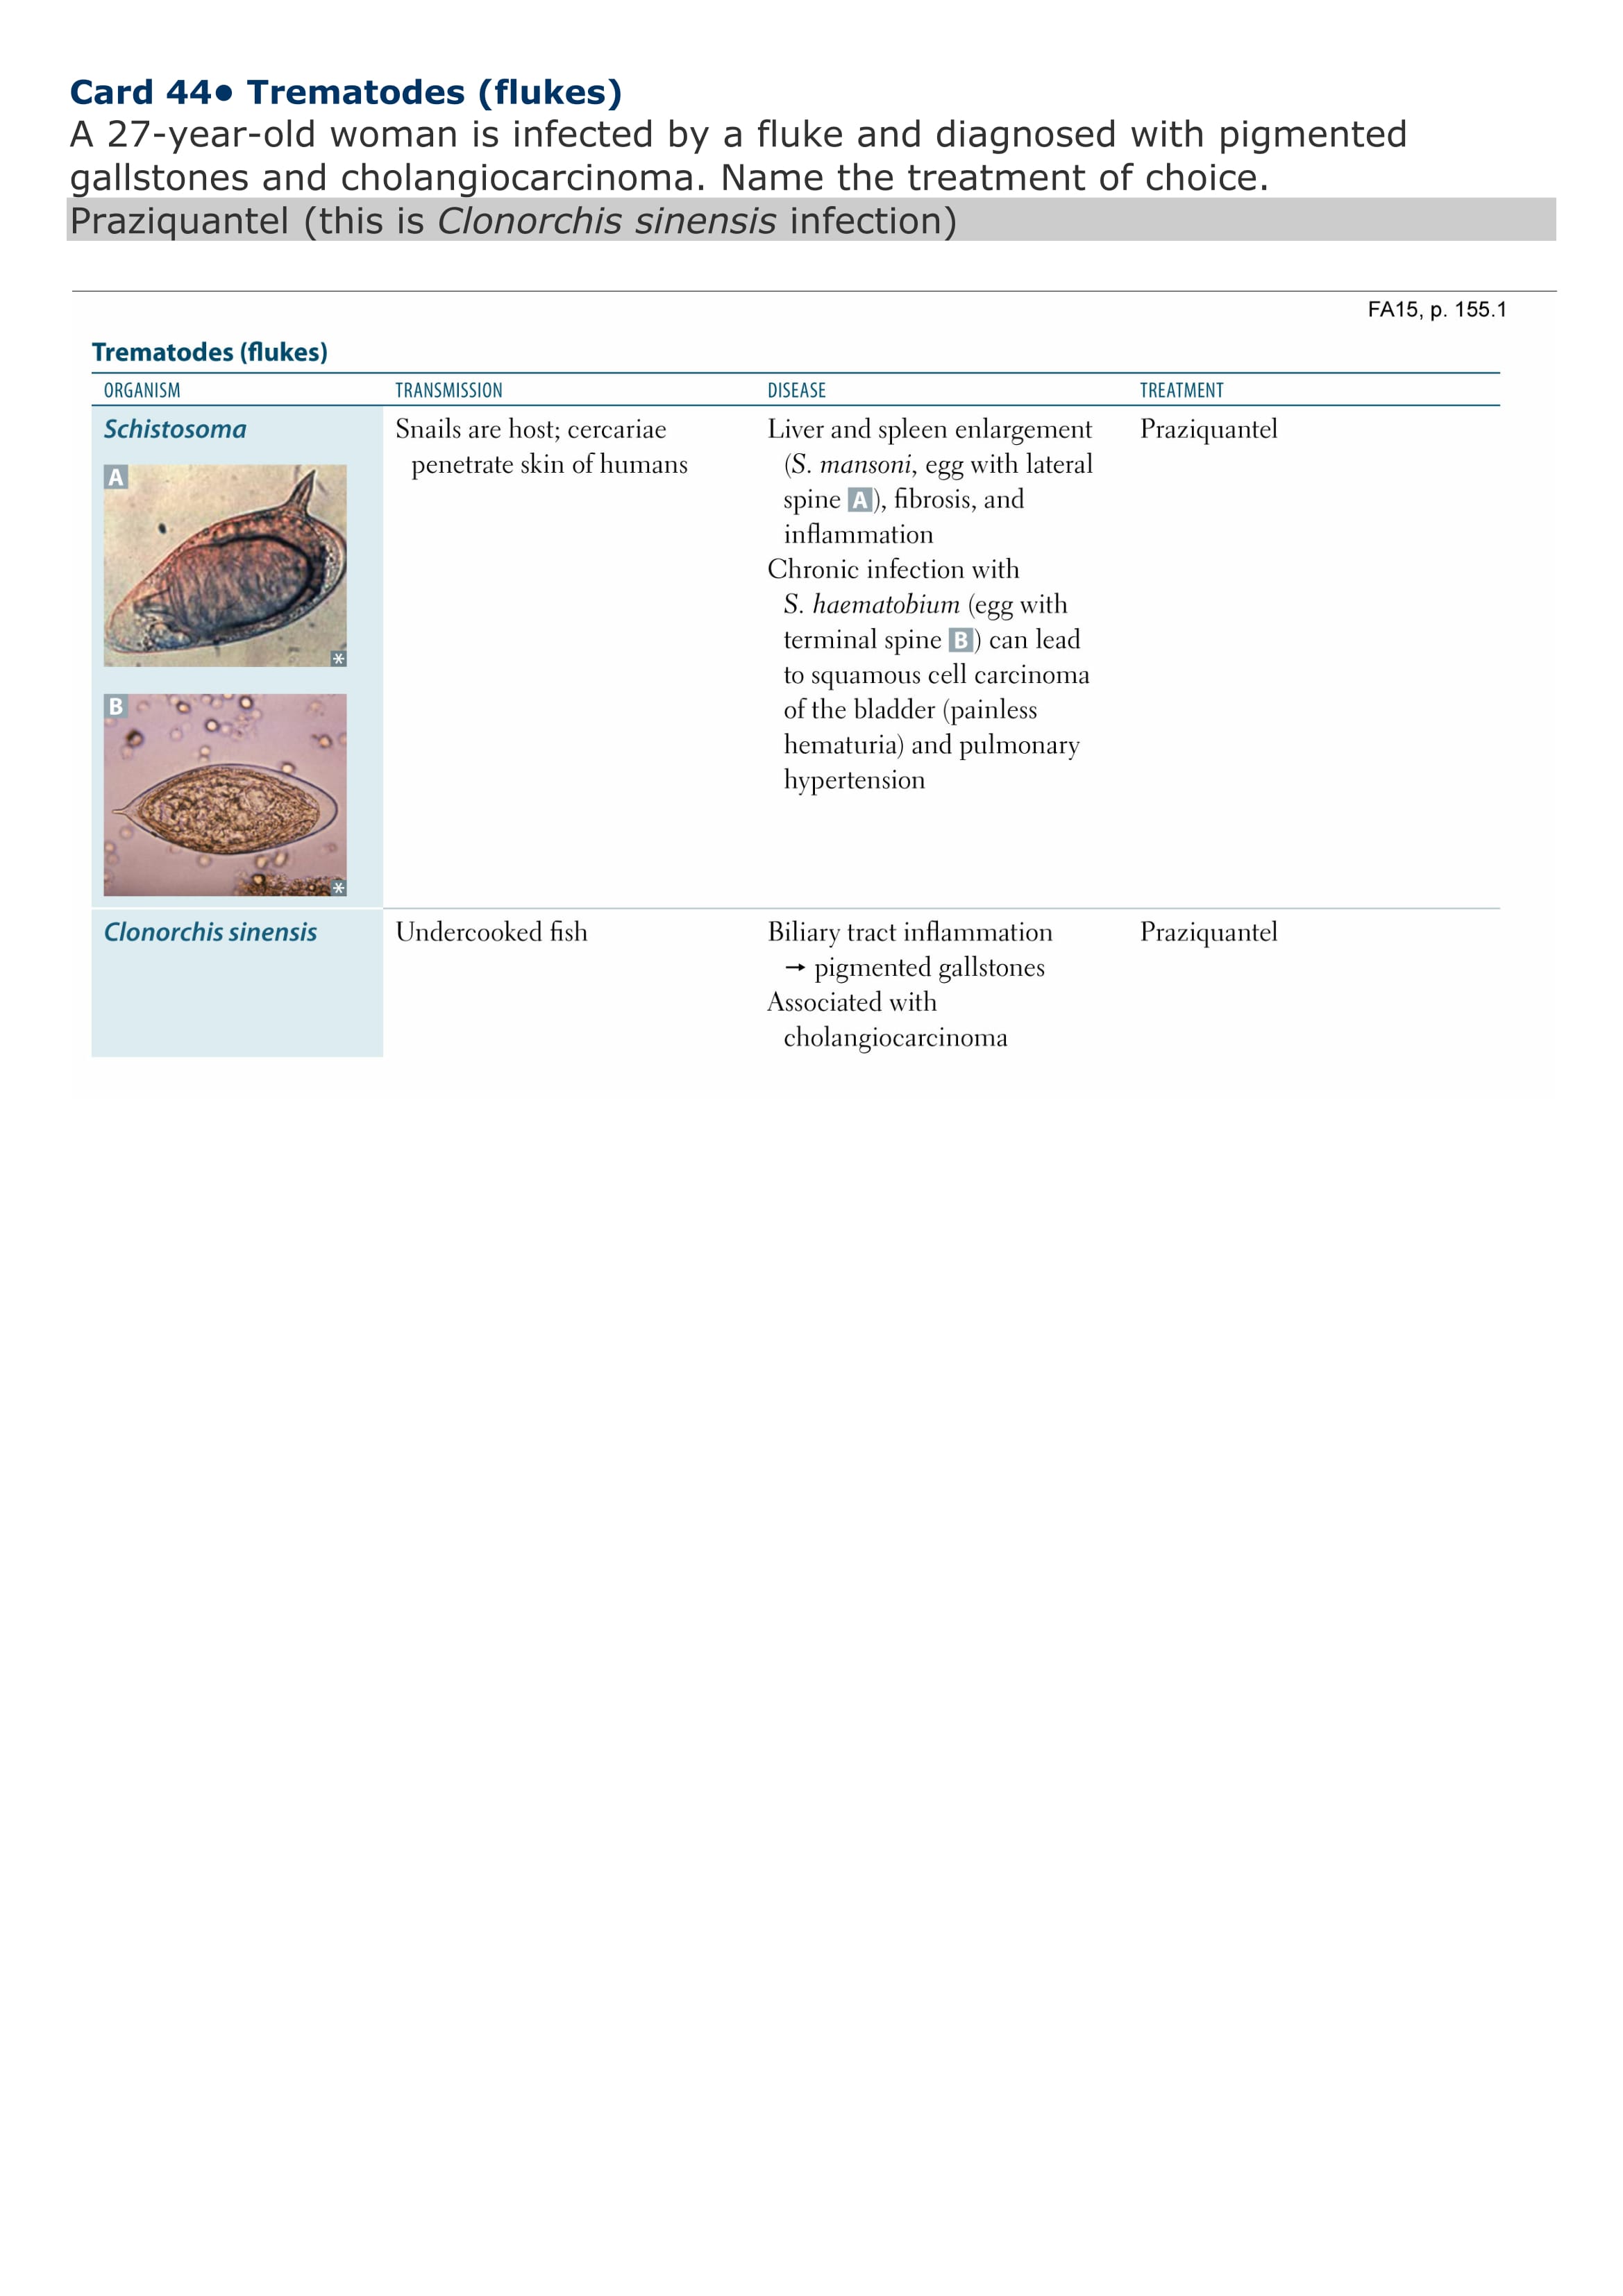 Card 44• Trematodes (flukes)
A 27-year-old woman is infected by a fluke and diagnosed with pigmented
gallstones and cholangiocarcinoma. Name the treatment of choice.
Praziquantel (this is Clonorchis sinensis infection)
FA15, p. 155.1
Trematodes (flukes)
ORGANISM TRANSMISSION DISEASE TREATMENT
Schistosoma
A
*
B
*
Snails are host; cercariae
penetrate skin of humans
Liver and spleen enlargement
(S. mansoni, egg with lateral
spine A), fibrosis, and
inflammation
Chronic infection with
S. haematobium (egg with
terminal spine B) can lead
to squamous cell carcinoma
of the bladder (painless
hematuria) and pulmonary
hypertension
Praziquantel
Clonorchis sinensis
Undercooked fish
Biliary tract inflammation
→ pigmented gallstones
Associated with
cholangiocarcinoma
Praziquantel